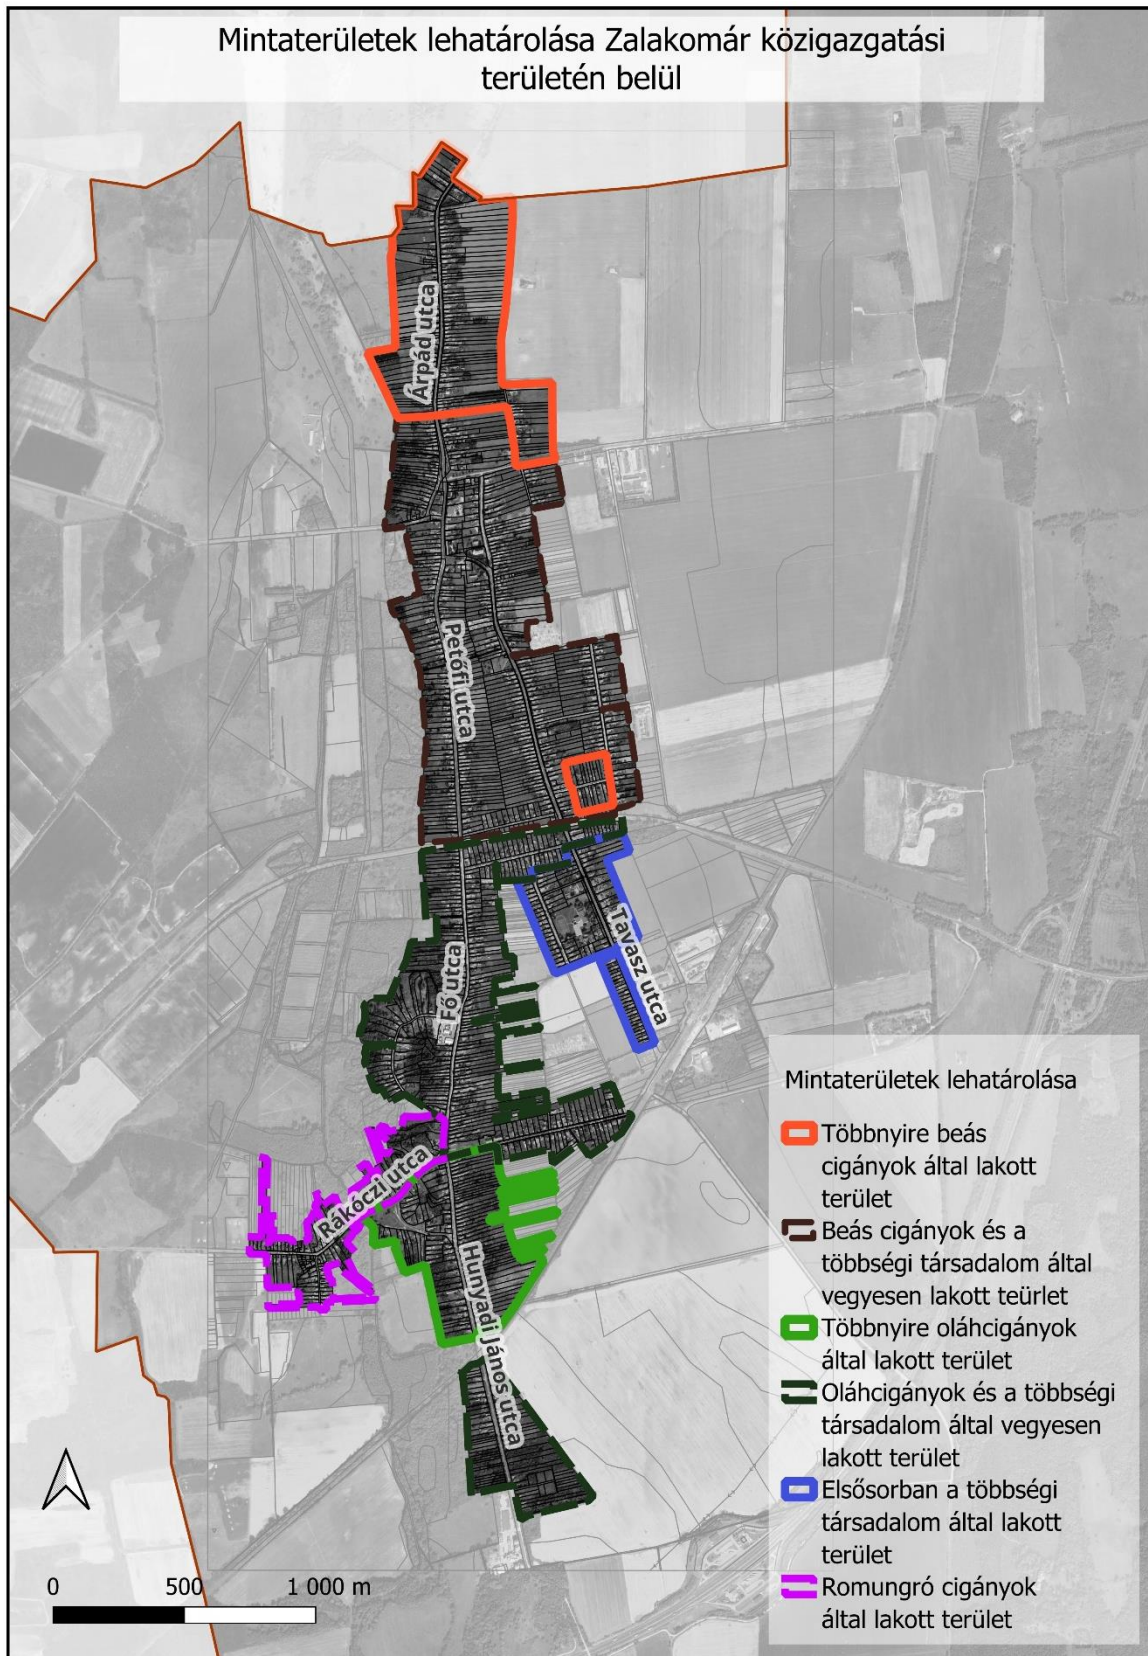 Mintaterületek lehatárolása Zalakomár közigazgatási
területén belül
Árpád utca
Petőfi utca
Tavasz utca
Fő utca
Rákóczi utca
Hunyadi János utca
Mintaterületek lehatárolása
Többnyire beás
cigányok által lakott
terület
Beás cigányok és a
többségi társadalom által
vegyesen lakott teürlet
Többnyire oláhcigányok
által lakott terület
Oláhcigányok és a többségi
társadalom által vegyesen
lakott terület
Elsősorban a többségi
társadalom által lakott
terület
Romungró cigányok
által lakott terület
0 500 1 000 m